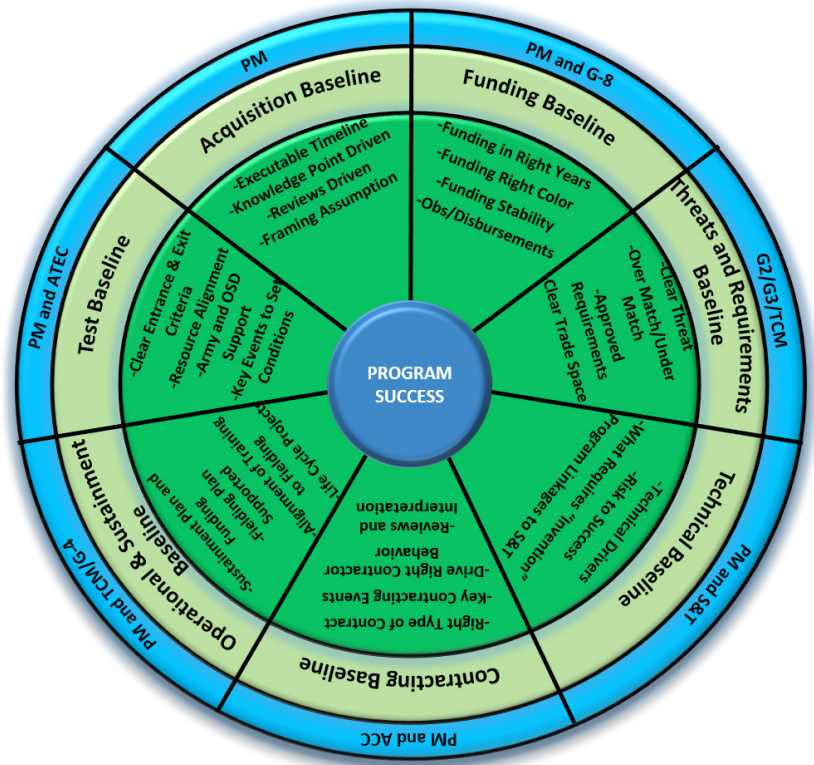 PM
Acquisition Baseline
-Executable Timeline
-Knowledge Point Driven
-Reviews Driven
-Framing Assumption
PM and G-8
Funding Baseline
-Funding in Right Years
-Funding Right Color
-Funding Stability
-Obs/Disbursements
G2/G3/TCM
Threats and Requirements
Baseline
-Clear Threat
-Over Match/Under
Match
-Approved
Requirements
Clear Trade Space
PM and S&T
Technical Baseline
-Technical Drivers
-Risk to Success
-What Requires “Invention”
Program Linkages to S&T
PM and ACC
Contracting Baseline
-Right Type of Contract
-Key Contracting Events
-Drive Right Contractor
Behavior
-Reviews and
Interpretation
PM and TCM/G-4
Operational & Sustainment
Baseline
-Sustainment Plan and
Funding
-Fielding Plan
Supported
-Alignment of Training
to Fielding
-Life Cycle Projects
PM and ATEC
Test Baseline
-Clear Entrance & Exit
Criteria
-Resource Alignment
-Army and OSD
Support
-Key Events to Set
Conditions
PROGRAM
SUCCESS